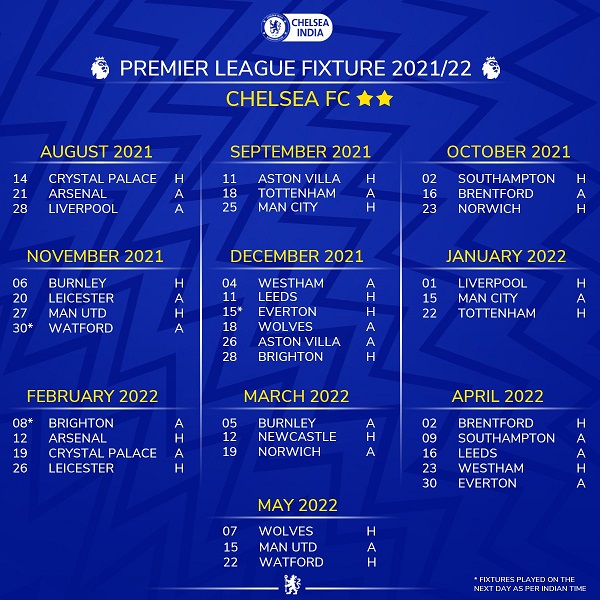 CHELSEA
INDIA
PREMIER LEAGUE FIXTURE 2021/22
CHELSEA FC
AUGUST 2021
14 CRYSTAL PALACE H
21 ARSENAL A
28 LIVERPOOL A
SEPTEMBER 2021
11 ASTON VILLA H
18 TOTTENHAM A
25 MAN CITY H
OCTOBER 2021
02 SOUTHAMPTON H
16 BRENTFORD A
23 NORWICH H
NOVEMBER 2021
06 BURNLEY H
20 LEICESTER A
27 MAN UTD H
30* WATFORD A
DECEMBER 2021
04 WESTHAM A
11 LEEDS H
15* EVERTON H
18 WOLVES A
26 ASTON VILLA A
28 BRIGHTON H
JANUARY 2022
01 LIVERPOOL H
15 MAN CITY A
22 TOTTENHAM H
FEBRUARY 2022
08* BRIGHTON A
12 ARSENAL H
19 CRYSTAL PALACE A
26 LEICESTER H
MARCH 2022
05 BURNLEY A
12 NEWCASTLE H
19 NORWICH A
APRIL 2022
02 BRENTFORD H
09 SOUTHAMPTON A
16 LEEDS A
23 WESTHAM H
30 EVERTON A
MAY 2022
07 WOLVES H
15 MAN UTD A
22 WATFORD H
* FIXTURES PLAYED ON THE
NEXT DAY AS PER INDIAN TIME